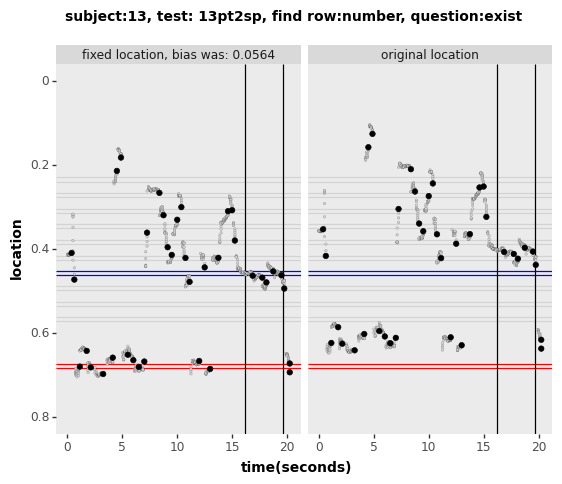 subject:13, test: 13pt2sp, find row:number, question:exist
fixed location, bias was: 0.0564
original location
0
0.2
0.4
0.6
0.8
location
0 5 10 15 20
0 5 10 15 20
time(seconds)